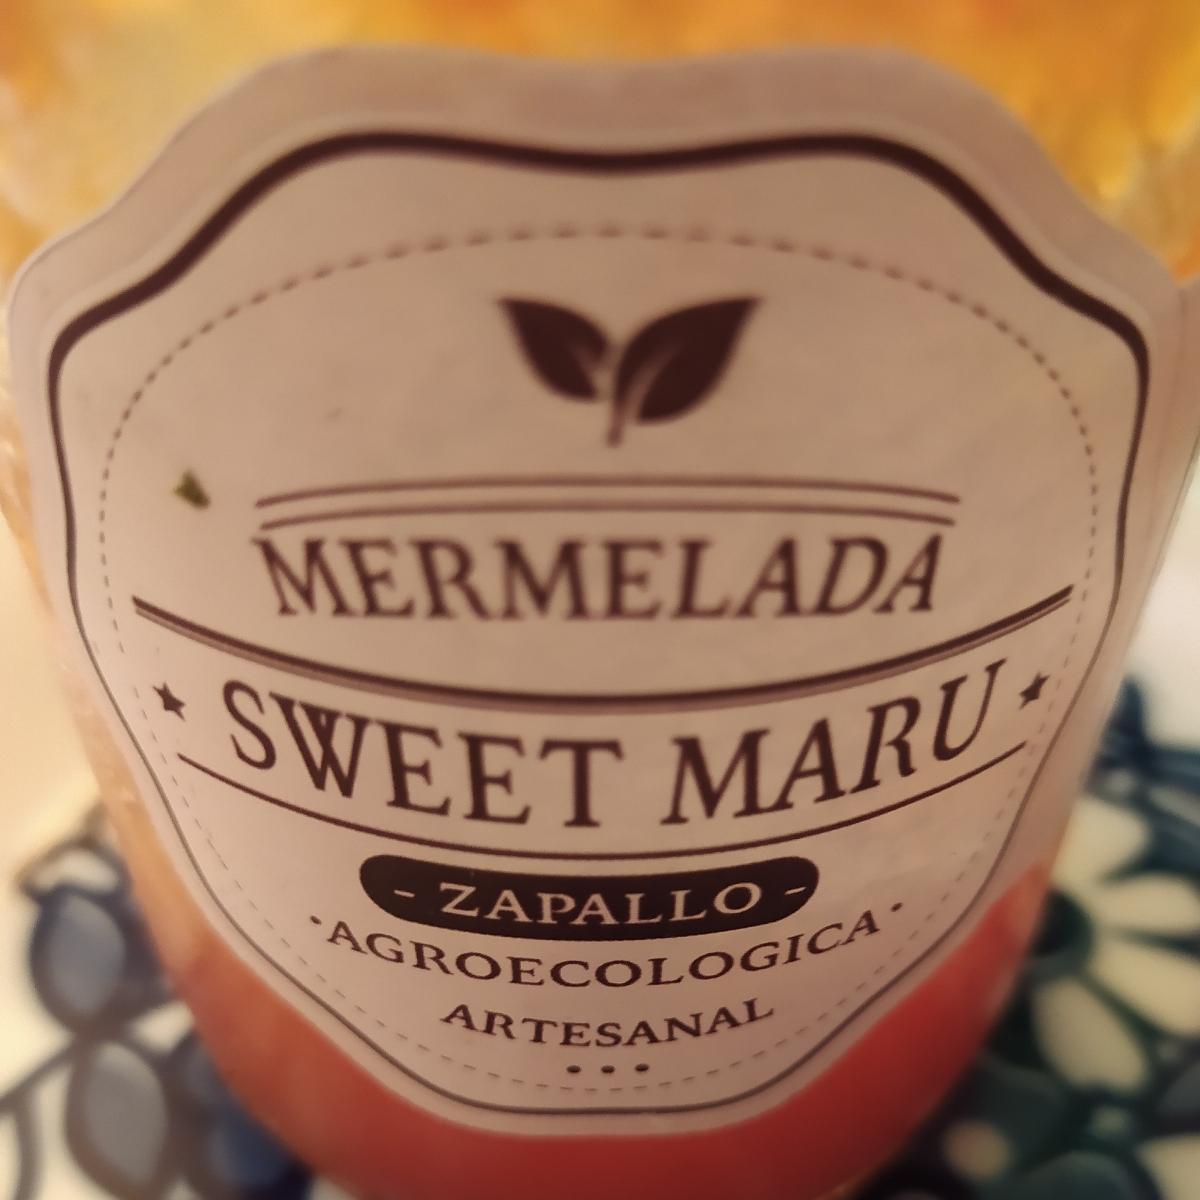 MERMELADA
SWEET MARU
- ZAPALLO -
·AGROECOLOGICA·
ARTESANAL